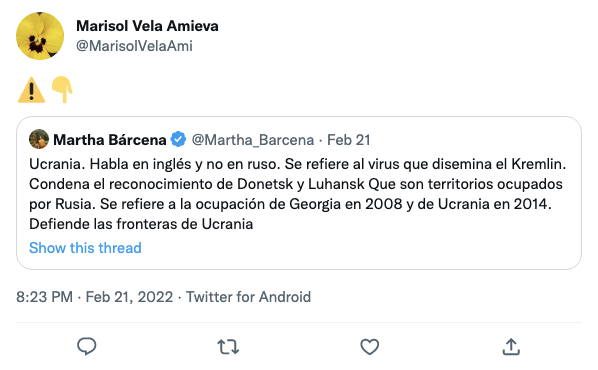 Marisol Vela Amieva
@MarisolVelaAmi
⚠️👇
Martha Bárcena @Martha_Barcena · Feb 21
Ucrania. Habla en inglés y no en ruso. Se refiere al virus que disemina el Kremlin.
Condena el reconocimiento de Donetsk y Luhansk Que son territorios ocupados
por Rusia. Se refiere a la ocupación de Georgia en 2008 y de Ucrania en 2014.
Defiende las fronteras de Ucrania
Show this thread
8:23 PM · Feb 21, 2022 · Twitter for Android